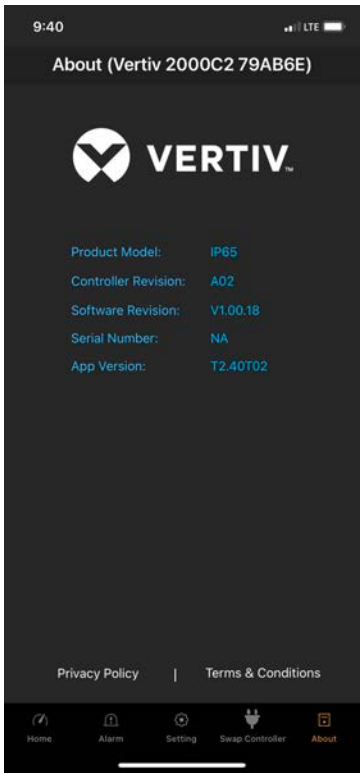 9:40
LTE
About (Vertiv 2000C2 79AB6E)
VERTIV™
Product Model: IP65
Controller Revision: A02
Software Revision: V1.00.18
Serial Number: NA
App Version: T2.40T02
Privacy Policy | Terms & Conditions
Home Alarm Setting Swap Controller About